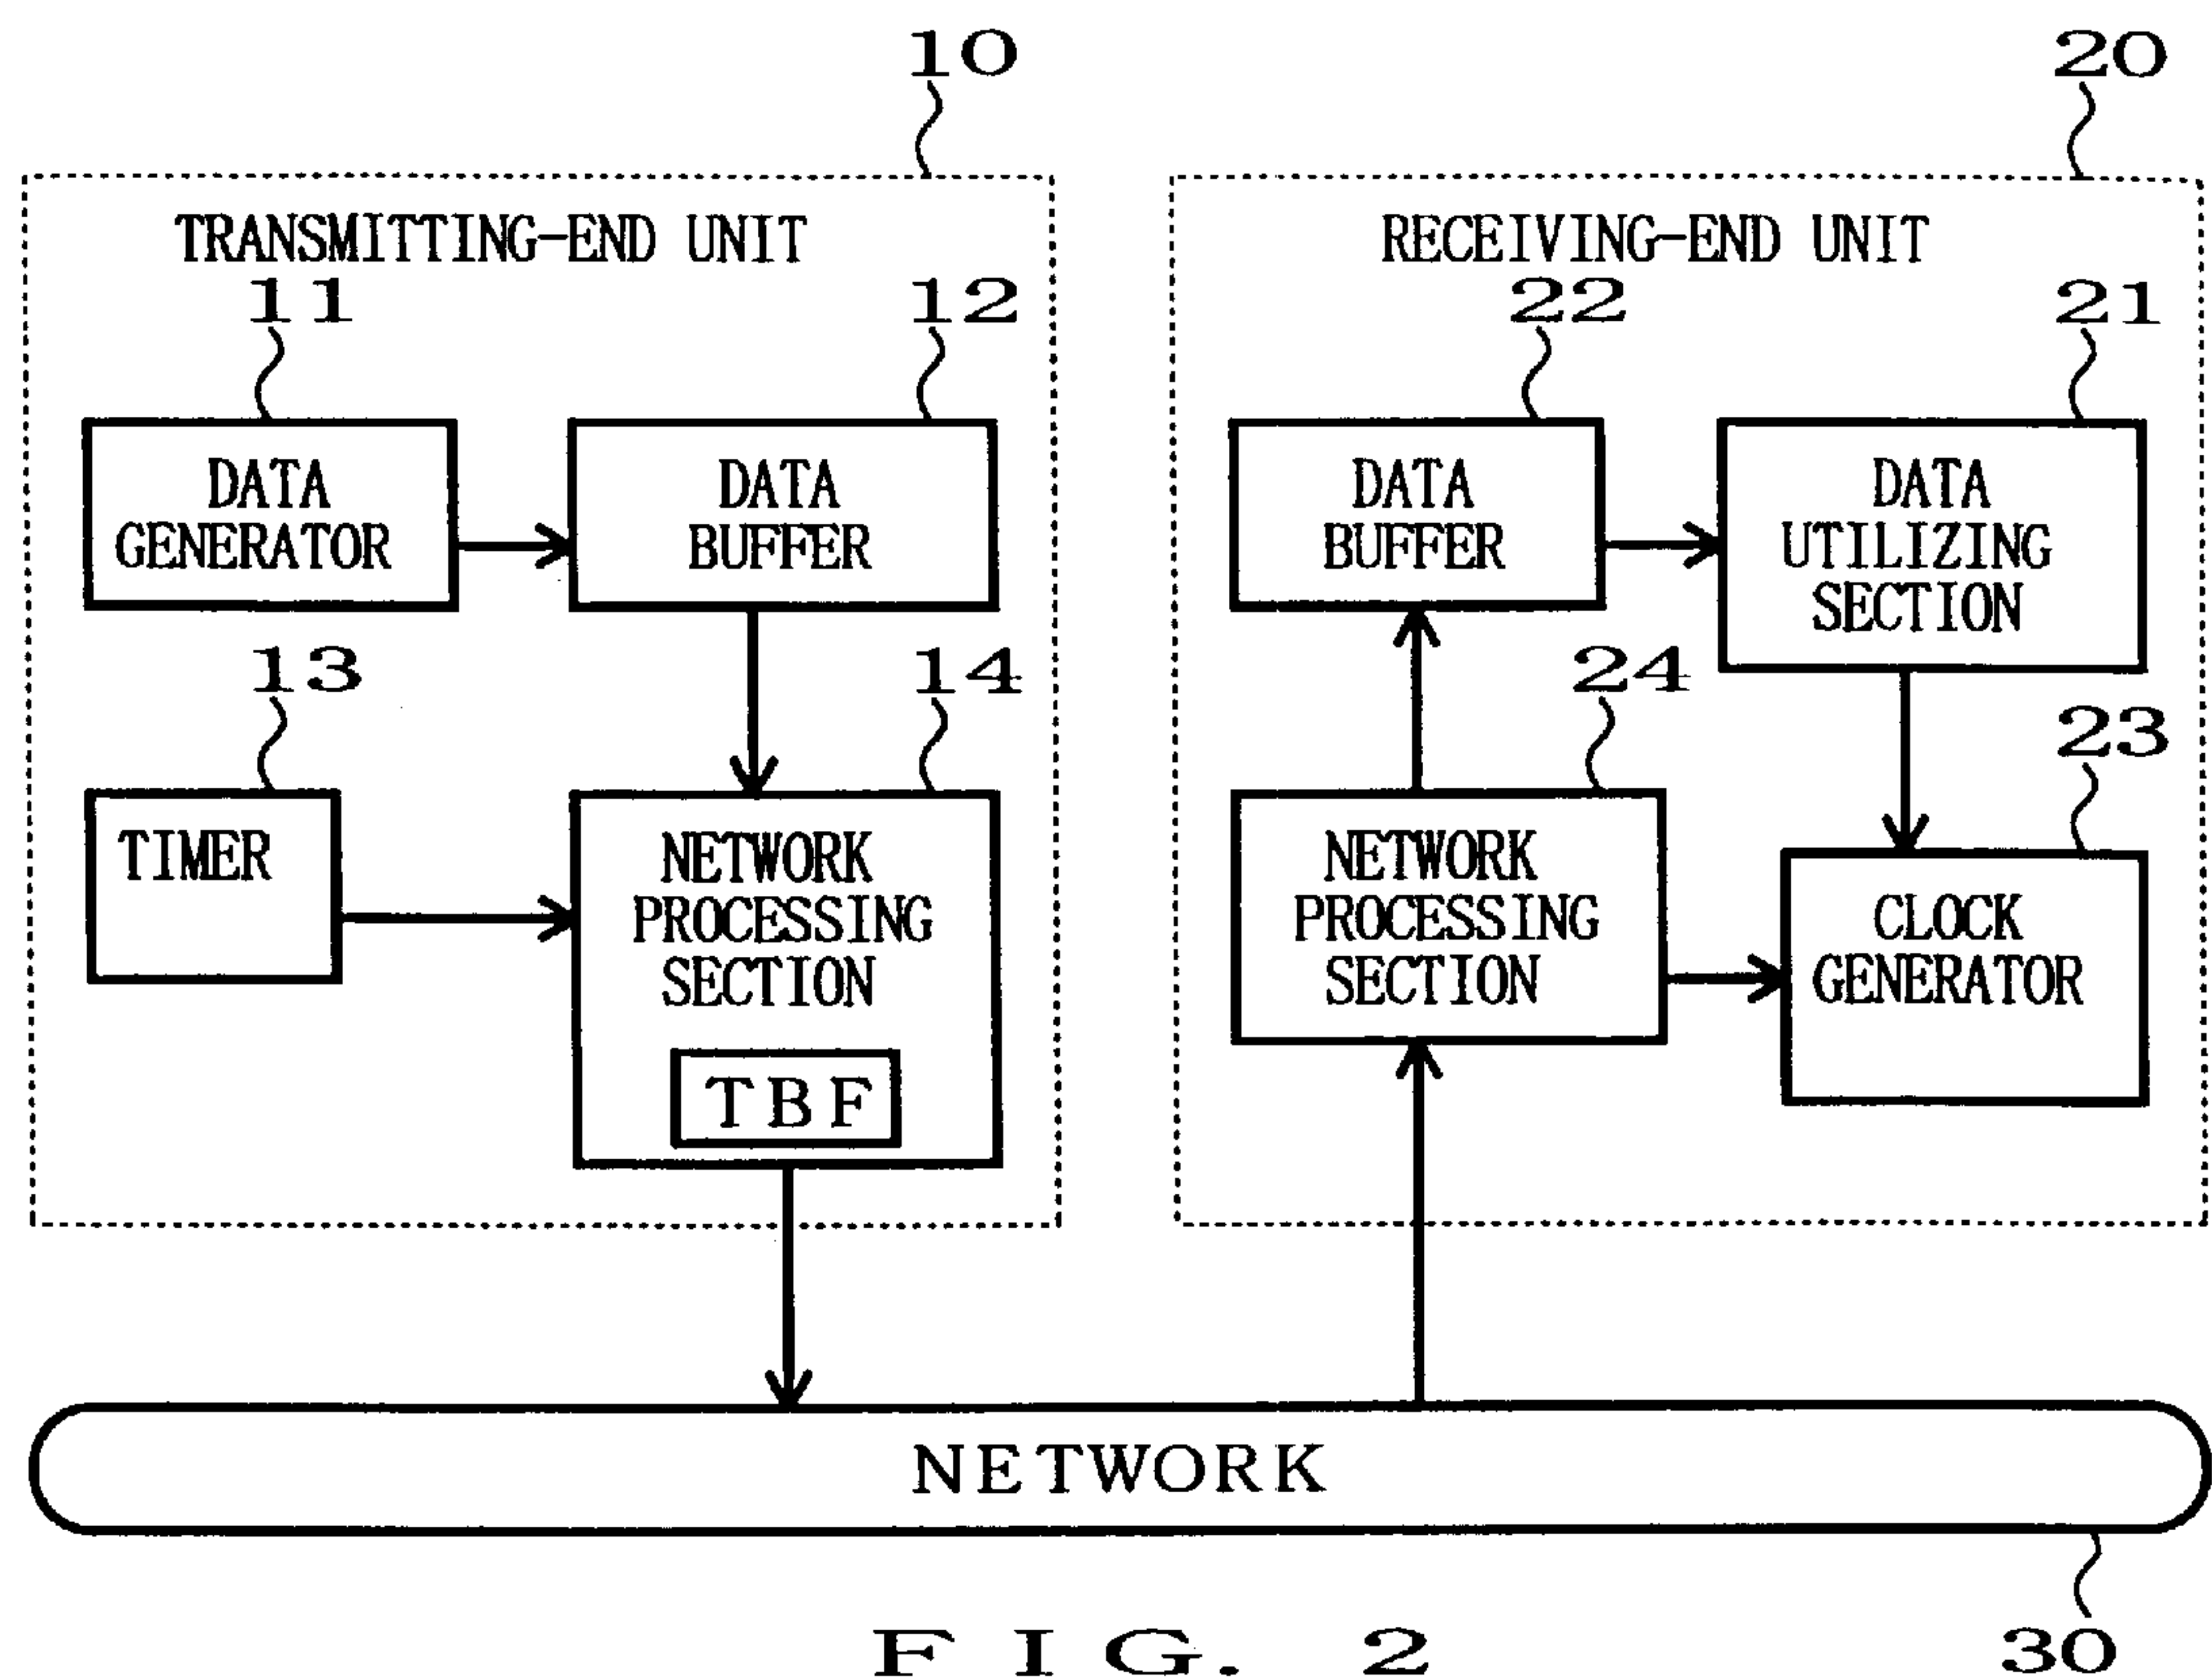 10
20
TRANSMITTING-END UNIT
RECEIVING-END UNIT
11
12
22
21
DATA
GENERATOR
DATA
BUFFER
DATA
BUFFER
DATA
UTILIZING
SECTION
13
14
24
23
TIMER
NETWORK
PROCESSING
SECTION
TBF
NETWORK
PROCESSING
SECTION
CLOCK
GENERATOR
NETWORK
30
FIG. 2